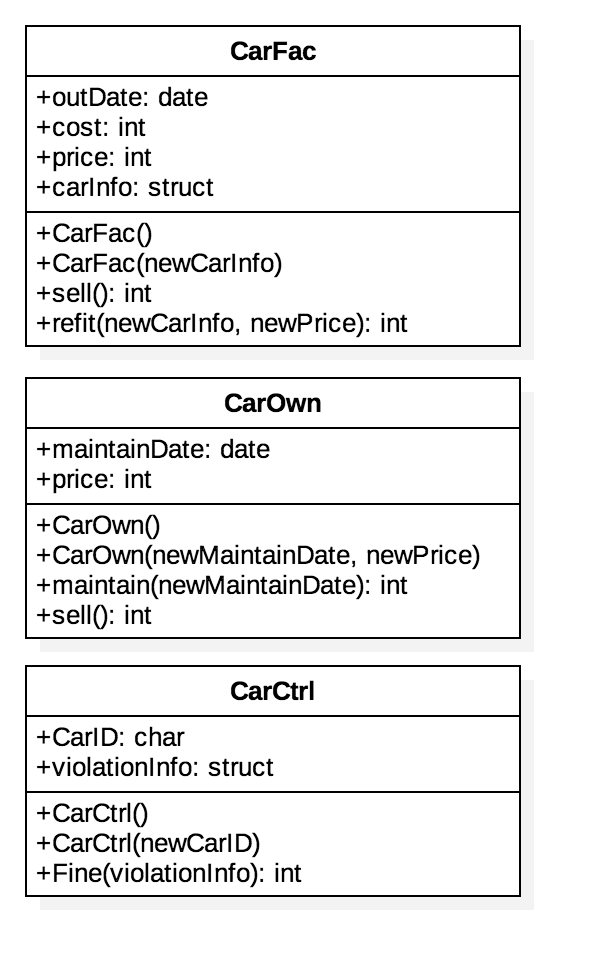 CarFac
+outDate: date
+cost: int
+price: int
+carInfo: struct
+CarFac()
+CarFac(newCarInfo)
+sell(): int
+refit(newCarInfo, newPrice): int
CarOwn
+maintainDate: date
+price: int
+CarOwn()
+CarOwn(newMaintainDate, newPrice)
+maintain(newMaintainDate): int
+sell(): int
CarCtrl
+CarID: char
+violationInfo: struct
+CarCtrl()
+CarCtrl(newCarID)
+Fine(violationInfo): int